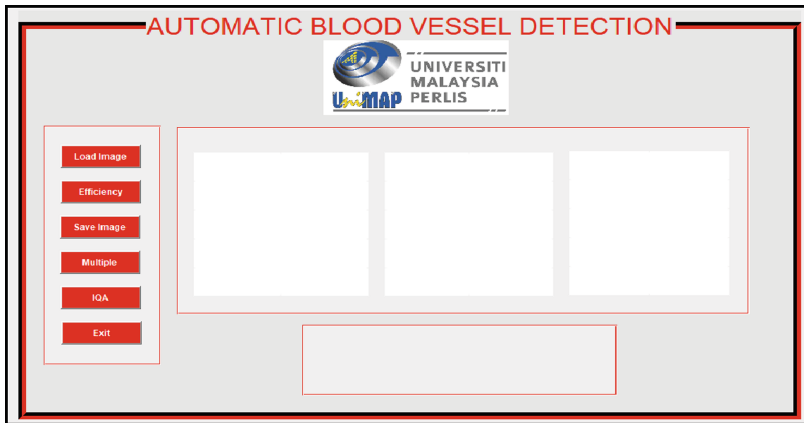 AUTOMATIC BLOOD VESSEL DETECTION
UNIVERSITI
MALAYSIA
PERLIS
UniMAP
Load Image
Efficiency
Save Image
Multiple
IQA
Exit